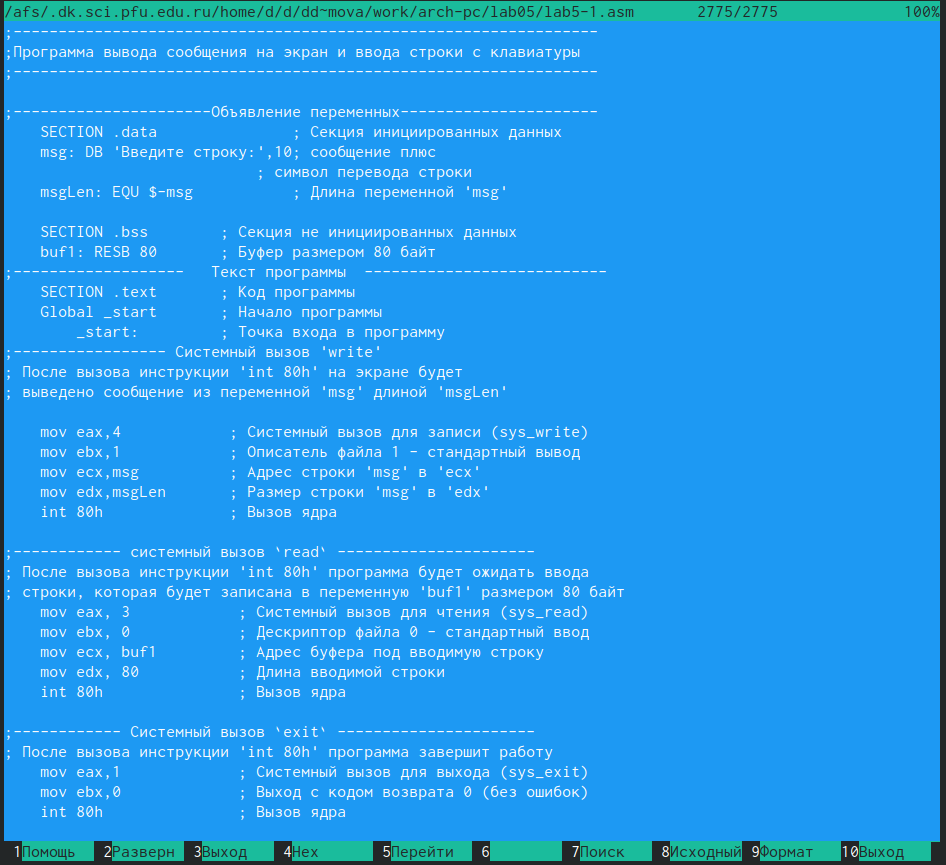 /afs/.dk.sci.pfu.edu.ru/home/d/d/dd~mova/work/arch-pc/lab05/lab5-1.asm 2775/2775 100%
;-----------------------------------------------------------------
;Программа вывода сообщения на экран и ввода строки с клавиатуры
;-----------------------------------------------------------------
;----------------------Объявление переменных----------------------
SECTION .data ; Секция инициированных данных
msg: DB 'Введите строку:',10; сообщение плюс
; символ перевода строки
msgLen: EQU $-msg ; Длина переменной 'msg'
SECTION .bss ; Секция не инициированных данных
buf1: RESB 80 ; Буфер размером 80 байт
;------------------- Текст программы ---------------------------
SECTION .text ; Код программы
Global _start ; Начало программы
_start: ; Точка входа в программу
;----------------- Системный вызов 'write'
; После вызова инструкции 'int 80h' на экране будет
; выведено сообщение из переменной 'msg' длиной 'msgLen'
mov eax,4 ; Системный вызов для записи (sys_write)
mov ebx,1 ; Описатель файла 1 - стандартный вывод
mov ecx,msg ; Адрес строки 'msg' в 'ecx'
mov edx,msgLen ; Размер строки 'msg' в 'edx'
int 80h ; Вызов ядра
;------------ системный вызов `read` ----------------------
; После вызова инструкции 'int 80h' программа будет ожидать ввода
; строки, которая будет записана в переменную 'buf1' размером 80 байт
mov eax, 3 ; Системный вызов для чтения (sys_read)
mov ebx, 0 ; Дескриптор файла 0 - стандартный ввод
mov ecx, buf1 ; Адрес буфера под вводимую строку
mov edx, 80 ; Длина вводимой строки
int 80h ; Вызов ядра
;------------ Системный вызов `exit` ----------------------
; После вызова инструкции 'int 80h' программа завершит работу
mov eax,1 ; Системный вызов для выхода (sys_exit)
mov ebx,0 ; Выход с кодом возврата 0 (без ошибок)
int 80h ; Вызов ядра
1Помощь 2Разверн 3Выход 4Hex 5Перейти 6 7Поиск 8Исходный 9Формат 10Выход